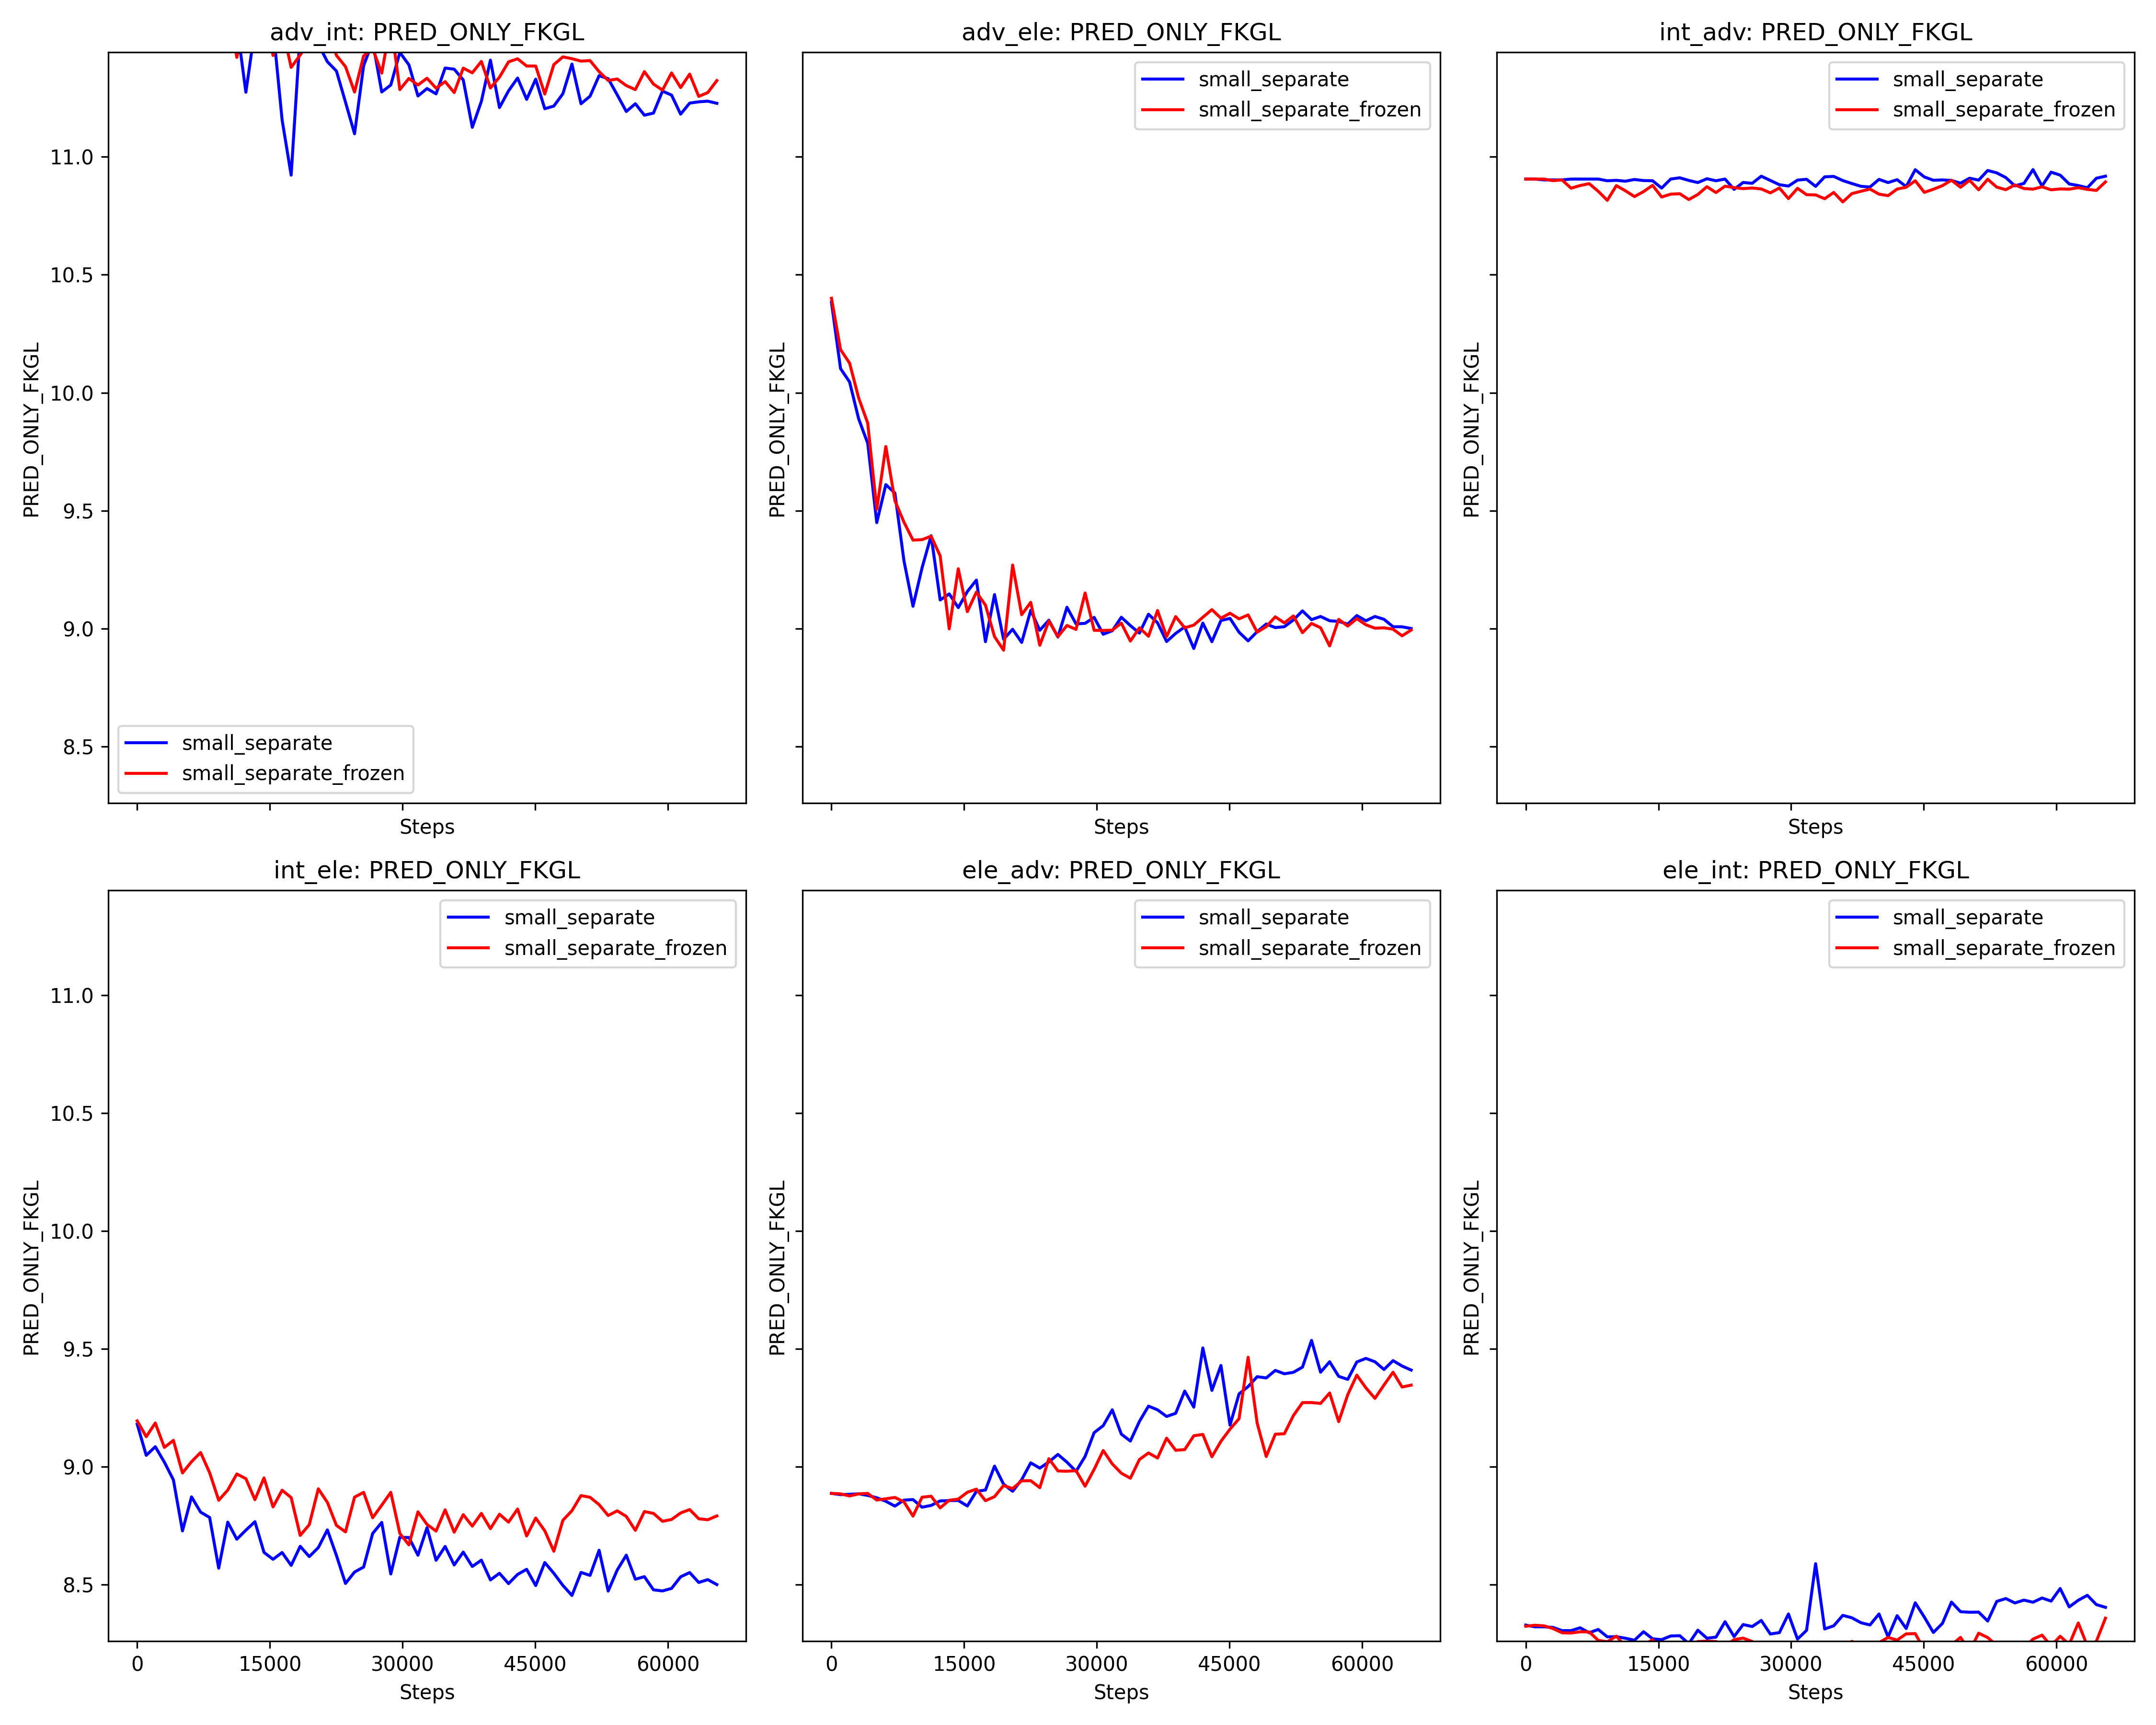 adv_int: PRED_ONLY_FKGL
adv_ele: PRED_ONLY_FKGL
int_adv: PRED_ONLY_FKGL
PRED_ONLY_FKGL
11.0
10.5
10.0
9.5
9.0
8.5
small_separate
small_separate_frozen
Steps
PRED_ONLY_FKGL
small_separate
small_separate_frozen
Steps
PRED_ONLY_FKGL
small_separate
small_separate_frozen
Steps
int_ele: PRED_ONLY_FKGL
ele_adv: PRED_ONLY_FKGL
ele_int: PRED_ONLY_FKGL
PRED_ONLY_FKGL
11.0
10.5
10.0
9.5
9.0
8.5
small_separate
small_separate_frozen
0 15000 30000 45000 60000
Steps
PRED_ONLY_FKGL
small_separate
small_separate_frozen
0 15000 30000 45000 60000
Steps
PRED_ONLY_FKGL
small_separate
small_separate_frozen
0 15000 30000 45000 60000
Steps